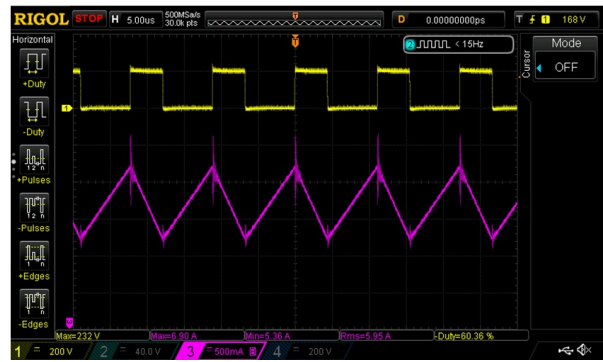 RIGOL STOP H 5.00us 500MSa/s 30.0k pts D 0.00000000ps T 1 168 V
Horizontal
2 < 15Hz
Mode
Cursor
OFF
+Duty
-Duty
+Pulses
-Pulses
+Edges
-Edges
Max=232 V Max=6.90 A Min=5.36 A Rms=5.95 A -Duty=60.36 %
1 = 200 V 2 = 40.0 V 3 = 500mA 4 = 200 V